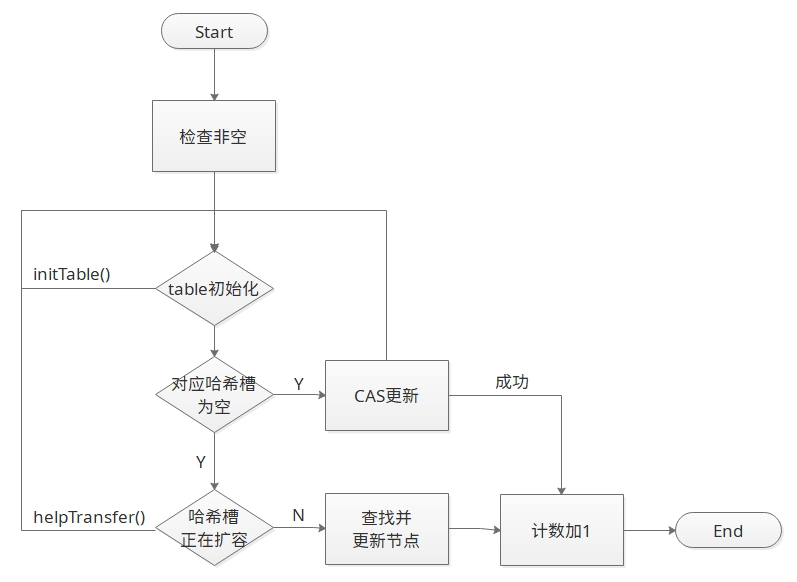 Start
检查非空
initTable()
table初始化
对应哈希槽
为空
Y
CAS更新
成功
Y
helpTransfer()
哈希槽
正在扩容
N
查找并
更新节点
计数加1
End